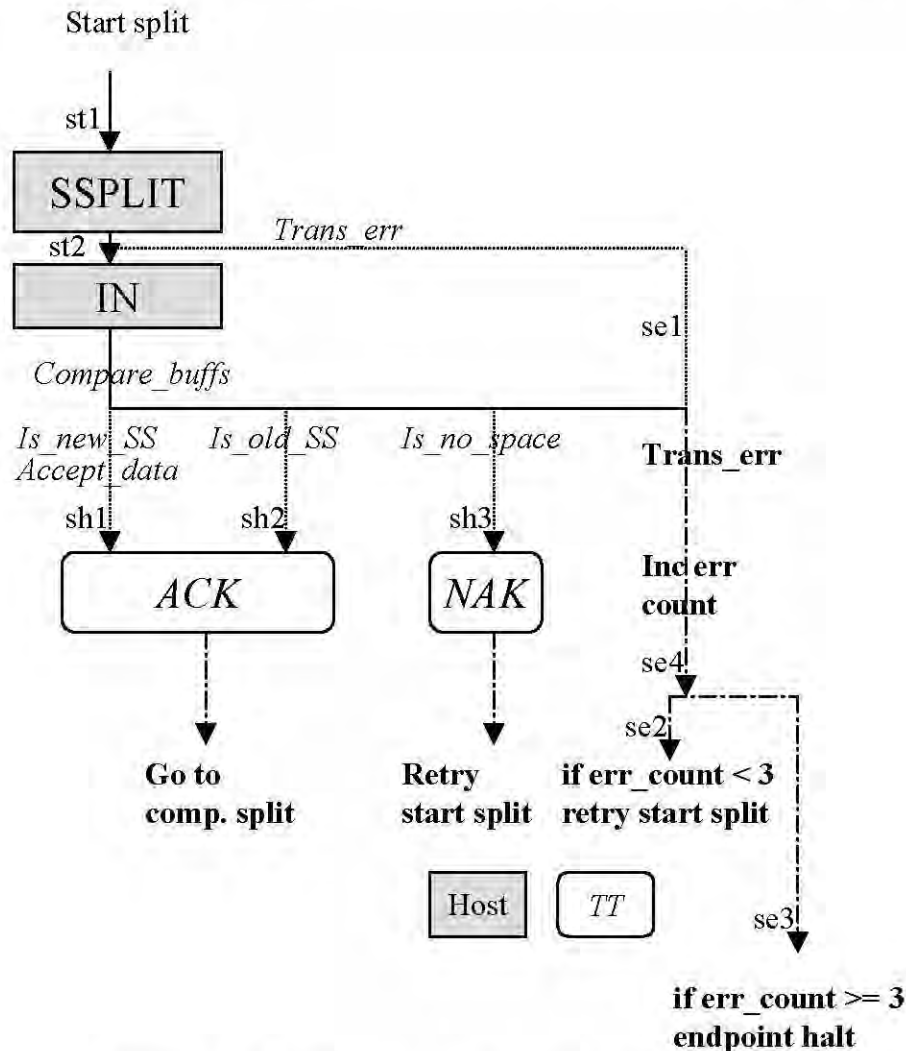 Start split
st1
SSPLIT
st2
Trans_err
IN
se1
Compare_buffs
Is_new_SS
Accept_data
Is_old_SS
Is_no_space
Trans_err
sh1
sh2
sh3
ACK
NAK
Inc err
count
se4
se2
Go to
comp. split
Retry
start split
if err_count < 3
retry start split
Host
TT
se3
if err_count >= 3
endpoint halt